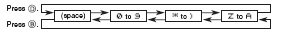 Press Ⓓ.
(space) 0 to 9 * to ) Z to A
Press Ⓑ.